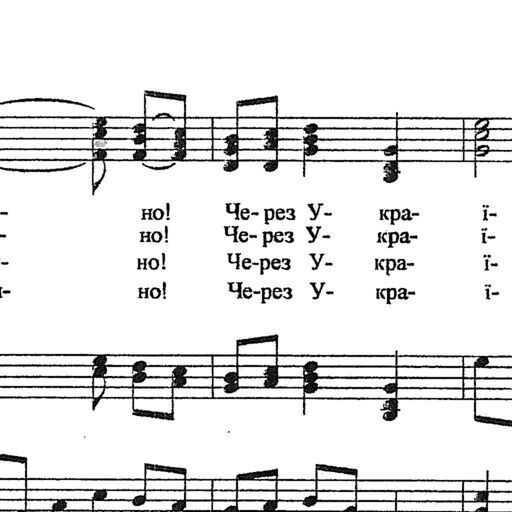 - но! Че- рез У- кра- ї-
- но! Че- рез У- кра- ї-
- но! Че-рез У- кра- ї-
- но! Че-рез У- кра- ї-